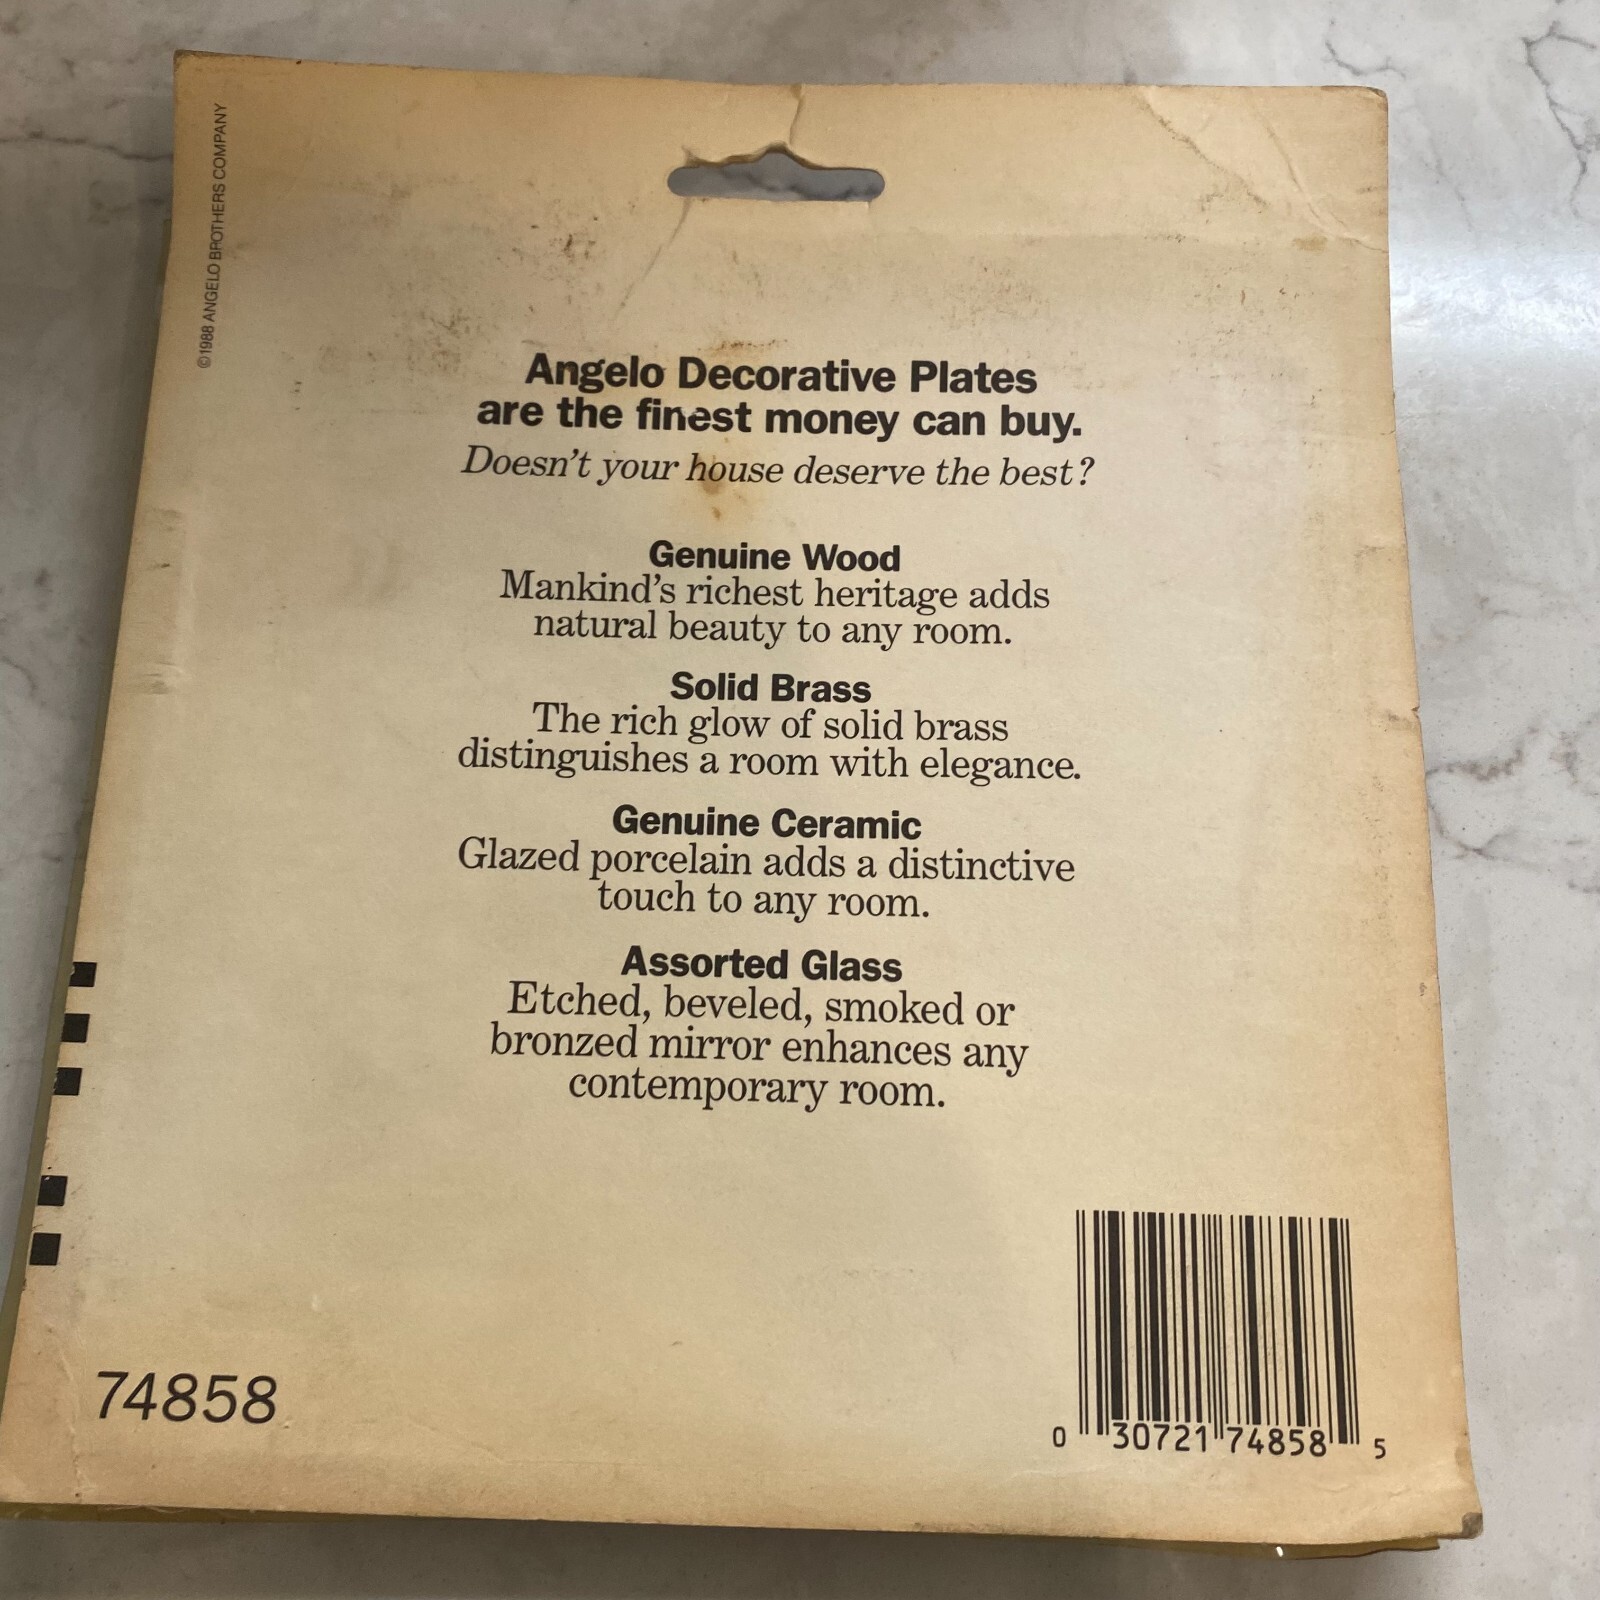 ©1988 ANGELO BROTHERS COMPANY
Angelo Decorative Plates
are the finest money can buy.
Doesn't your house deserve the best?
Genuine Wood
Mankind's richest heritage adds
natural beauty to any room.
Solid Brass
The rich glow of solid brass
distinguishes a room with elegance.
Genuine Ceramic
Glazed porcelain adds a distinctive
touch to any room.
Assorted Glass
Etched, beveled, smoked or
bronzed mirror enhances any
contemporary room.
74858
0 30721 74858 5